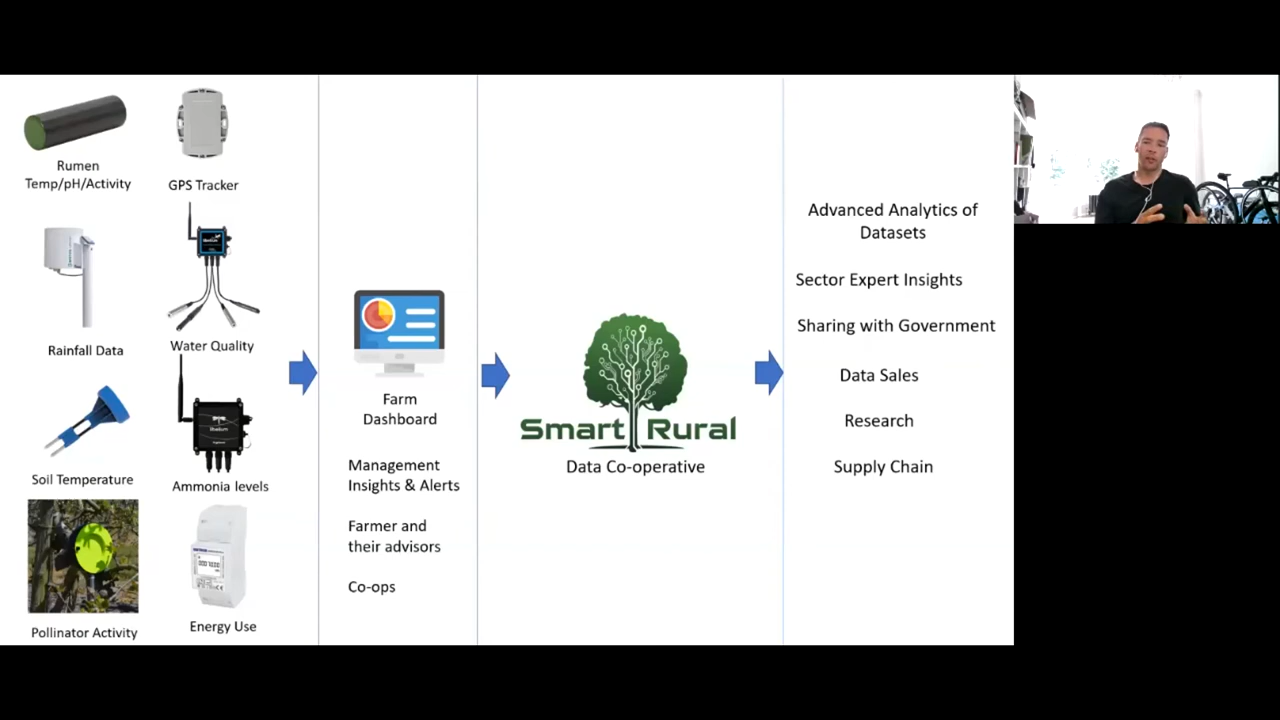 Rumen
Temp/pH/Activity
GPS Tracker
Rainfall Data
Water Quality
Soil Temperature
Ammonia levels
Pollinator Activity
Energy Use
Farm
Dashboard
Management
Insights & Alerts
Farmer and
their advisors
Co-ops
Smart Rural
Data Co-operative
Advanced Analytics of
Datasets
Sector Expert Insights
Sharing with Government
Data Sales
Research
Supply Chain